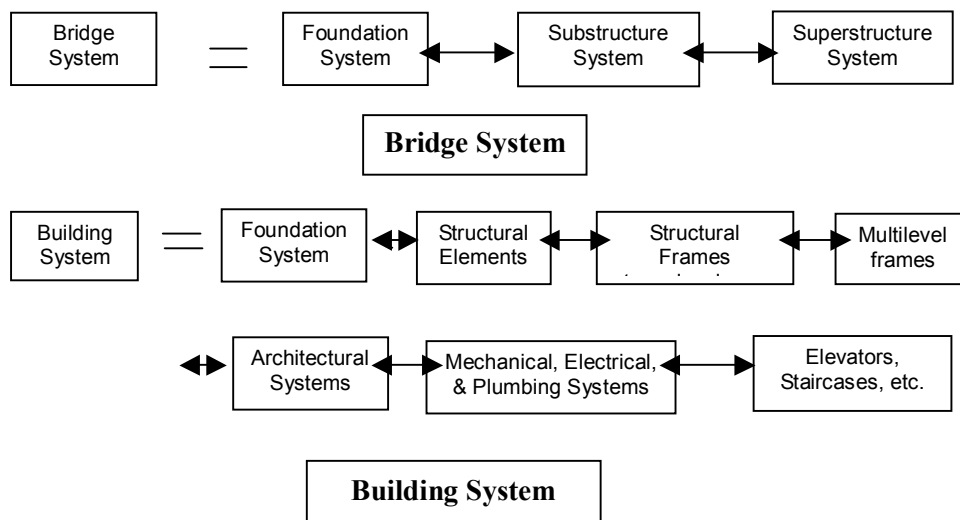 Bridge
System
=
Foundation
System
Substructure
System
Superstructure
System
Bridge System
Building
System
=
Foundation
System
Structural
Elements
Structural
Frames
Multilevel
frames
Architectural
Systems
Mechanical, Electrical,
& Plumbing Systems
Elevators,
Staircases, etc.
Building System